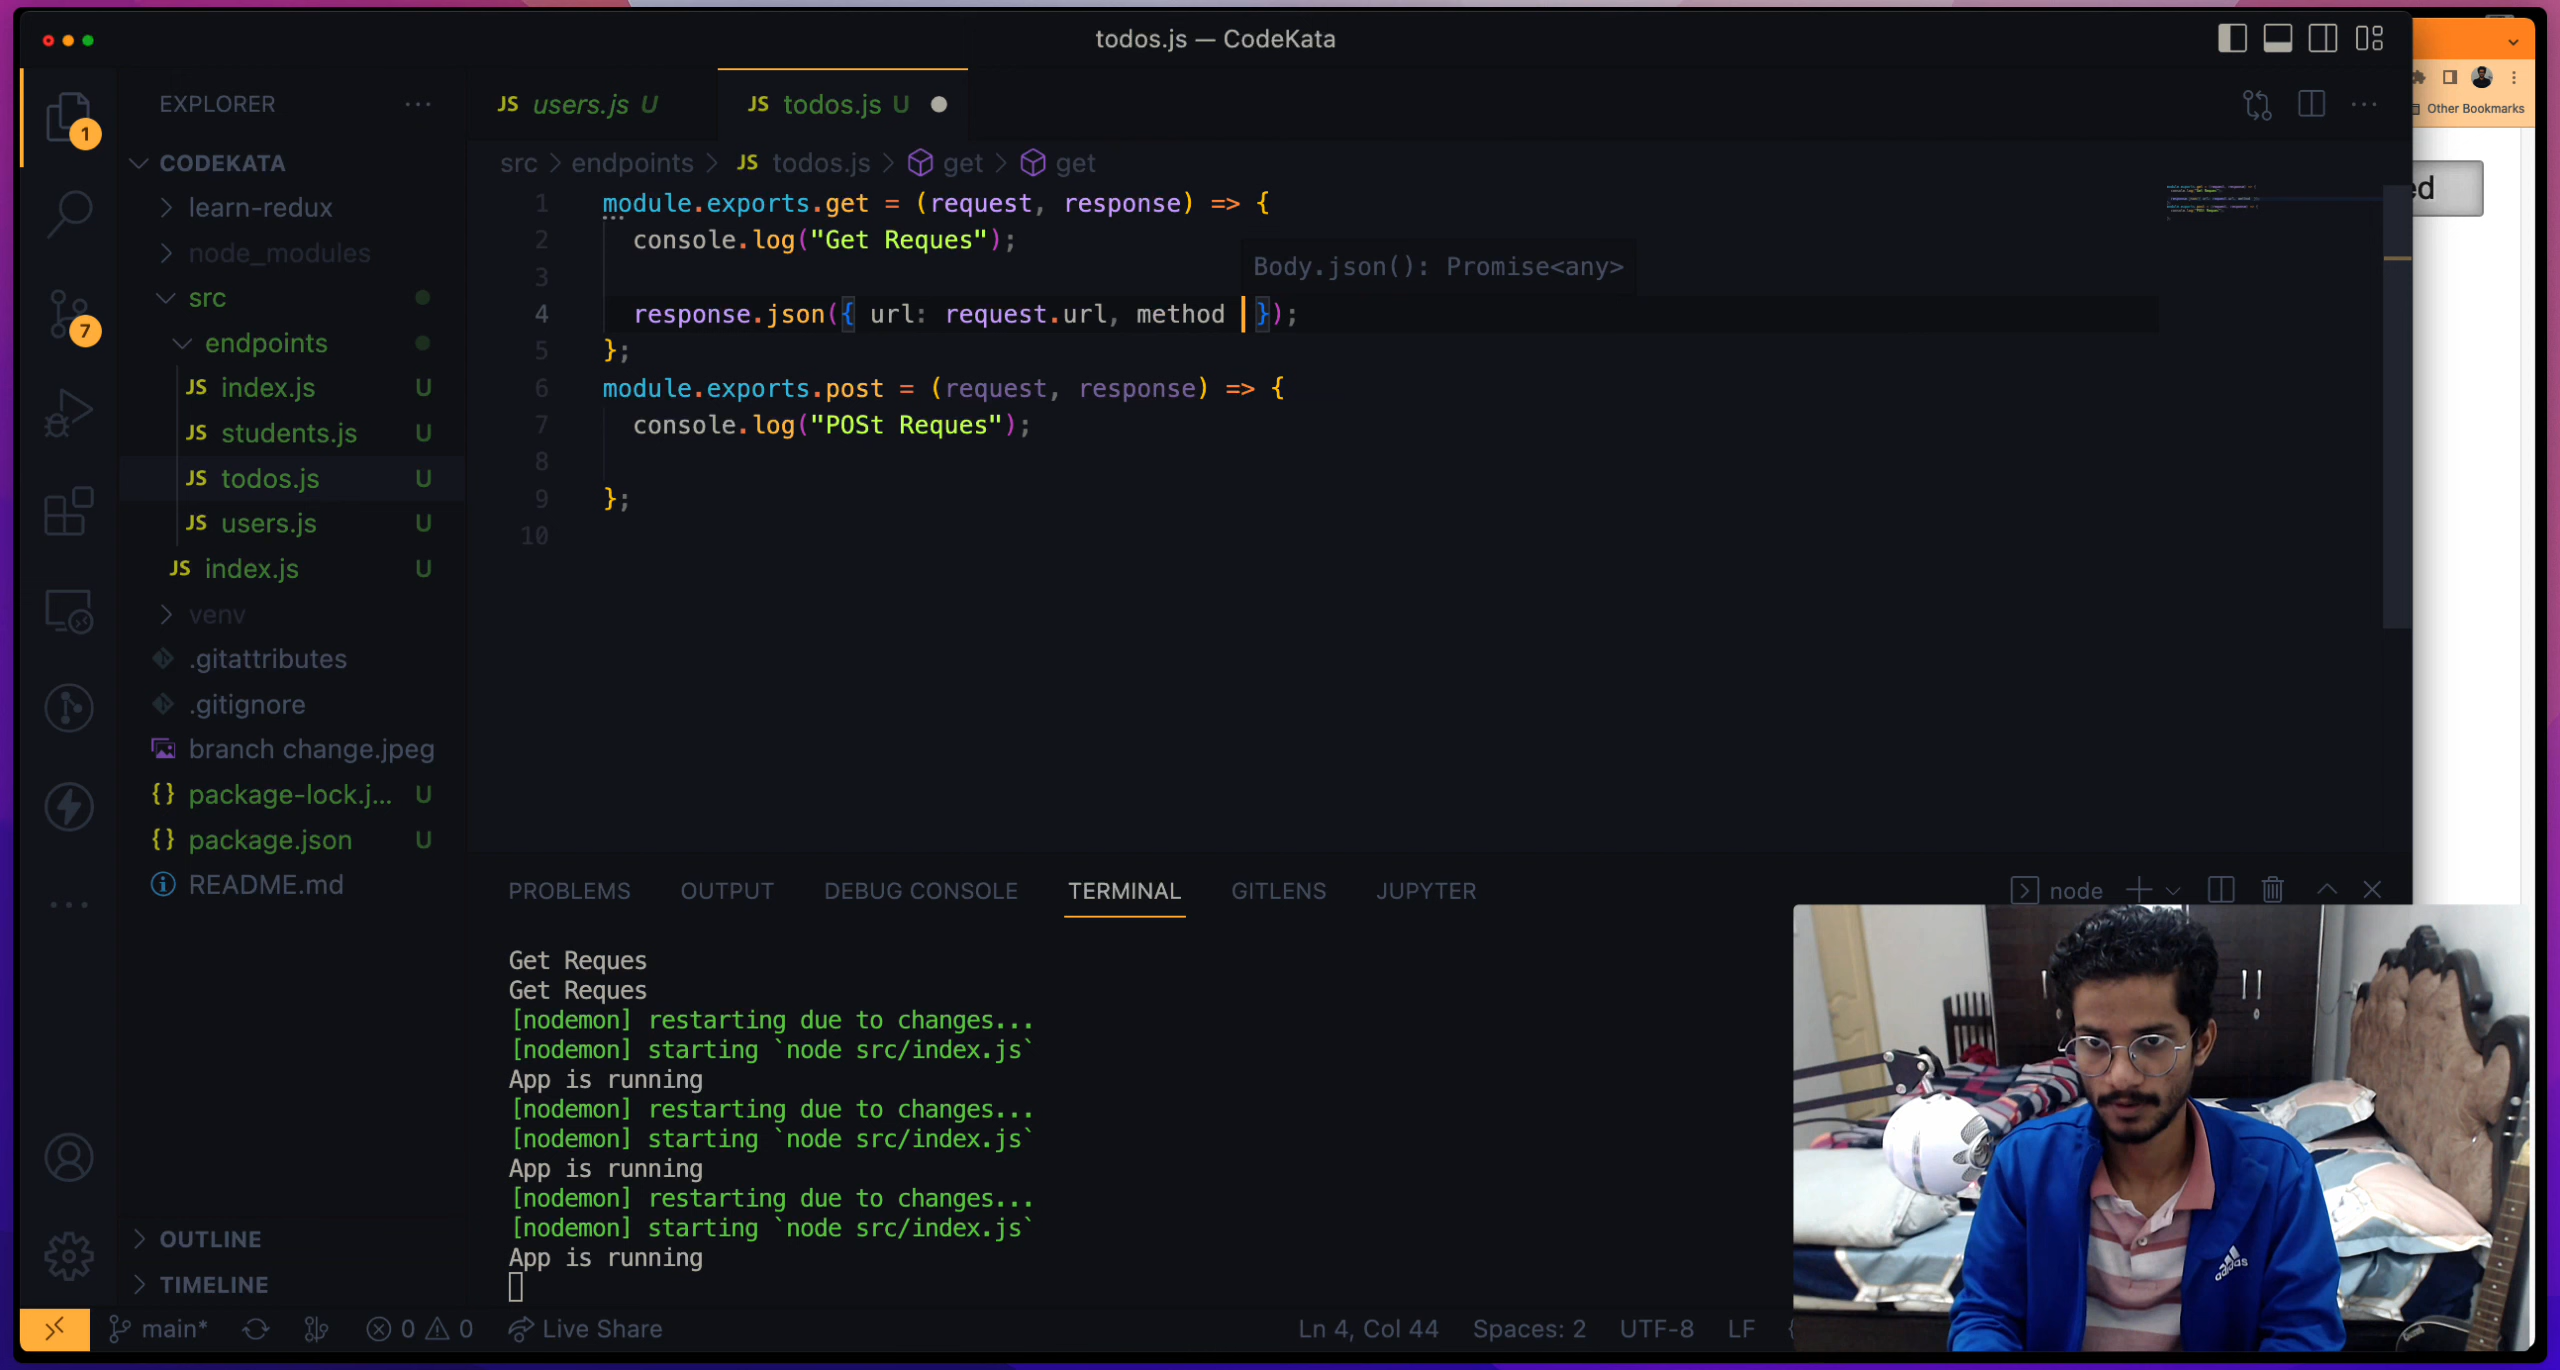 todos.js — CodeKata
EXPLORER
JS users.js U
JS todos.js U
Other Bookmarks
src > endpoints > JS todos.js > get > get
1
7
CODEKATA
learn-redux
node_modules
src
endpoints
JS index.js U
JS students.js U
JS todos.js U
JS users.js U
JS index.js U
venv
.gitattributes
.gitignore
branch change.jpeg
{} package-lock.j... U
{} package.json U
README.md
OUTLINE
TIMELINE
1 module.exports.get = (request, response) => {
2 console.log("Get Reques");
3
Body.json(): Promise<any>
4 response.json({ url: request.url, method });
5 };
6 module.exports.post = (request, response) => {
7 console.log("POSt Reques");
8
9 };
10
ed
PROBLEMS OUTPUT DEBUG CONSOLE TERMINAL GITLENS JUPYTER
node
Get Reques
Get Reques
[nodemon] restarting due to changes...
[nodemon] starting `node src/index.js`
App is running
[nodemon] restarting due to changes...
[nodemon] starting `node src/index.js`
App is running
[nodemon] restarting due to changes...
[nodemon] starting `node src/index.js`
App is running
adidas
main* 0 0 Live Share
Ln 4, Col 44 Spaces: 2 UTF-8 LF {